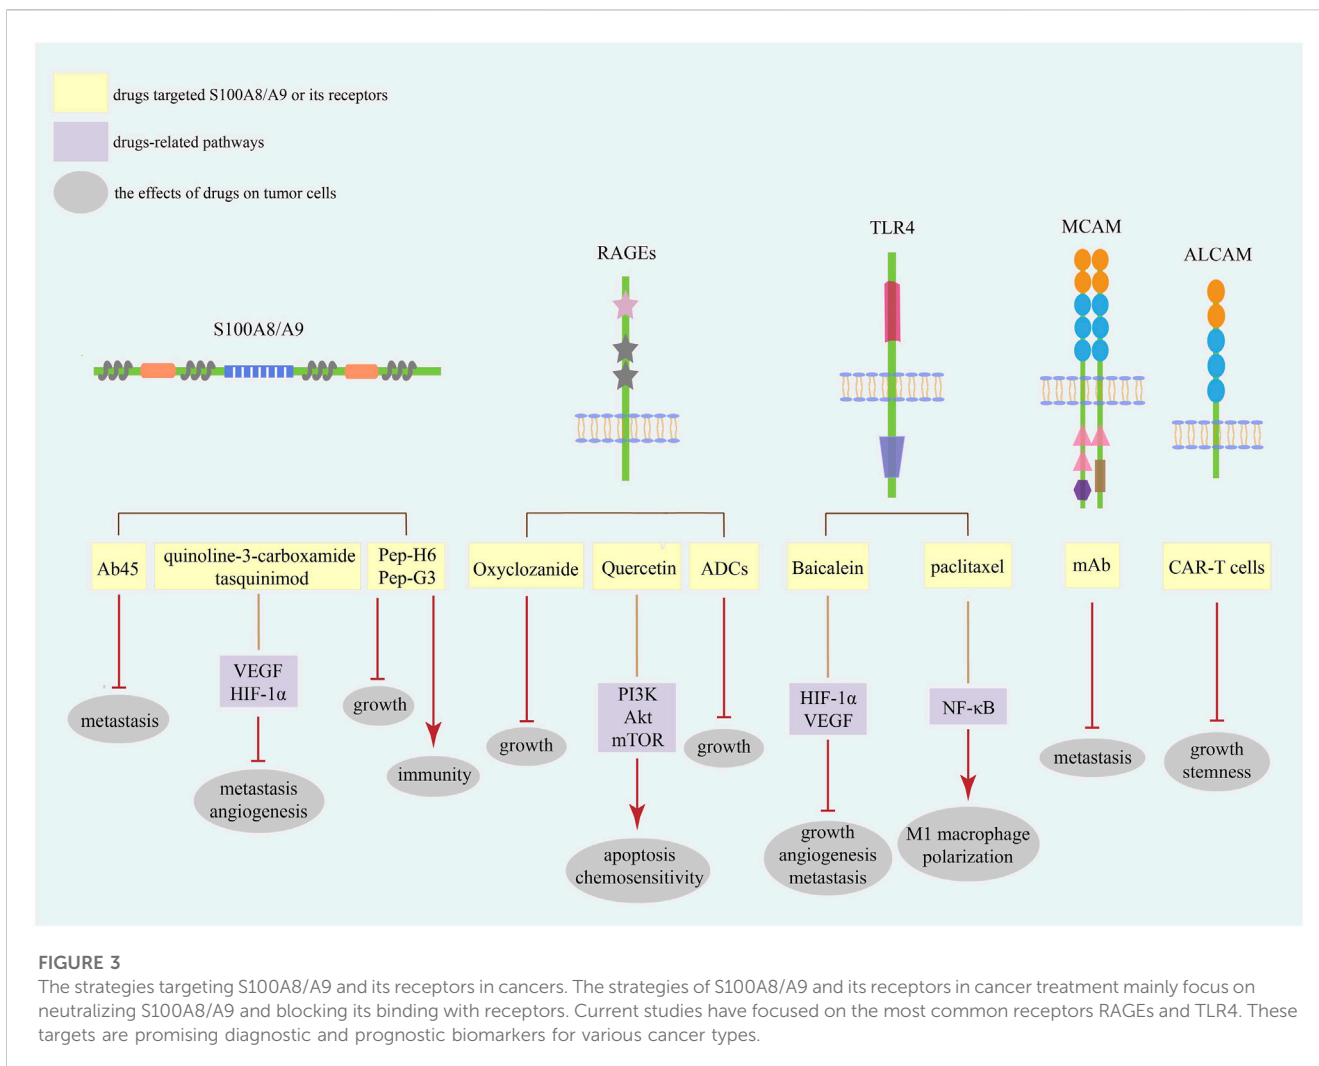 drugs targeted S100A8/A9 or its receptors
drugs-related pathways
the effects of drugs on tumor cells
S100A8/A9
RAGEs
TLR4
MCAM
ALCAM
Ab45
quinoline-3-carboxamide
tasquinimod
Pep-H6
Pep-G3
Oxyclozanide
Quercetin
ADCs
Baicalein
paclitaxel
mAb
CAR-T cells
VEGF
HIF-1α
PI3K
Akt
mTOR
HIF-1α
VEGF
NF-κB
metastasis
metastasis
angiogenesis
growth
immunity
growth
apoptosis
chemosensitivity
growth
growth
angiogenesis
metastasis
M1 macrophage
polarization
metastasis
growth
stemness
FIGURE 3
The strategies targeting S100A8/A9 and its receptors in cancers. The strategies of S100A8/A9 and its receptors in cancer treatment mainly focus on
neutralizing S100A8/A9 and blocking its binding with receptors. Current studies have focused on the most common receptors RAGEs and TLR4. These
targets are promising diagnostic and prognostic biomarkers for various cancer types.